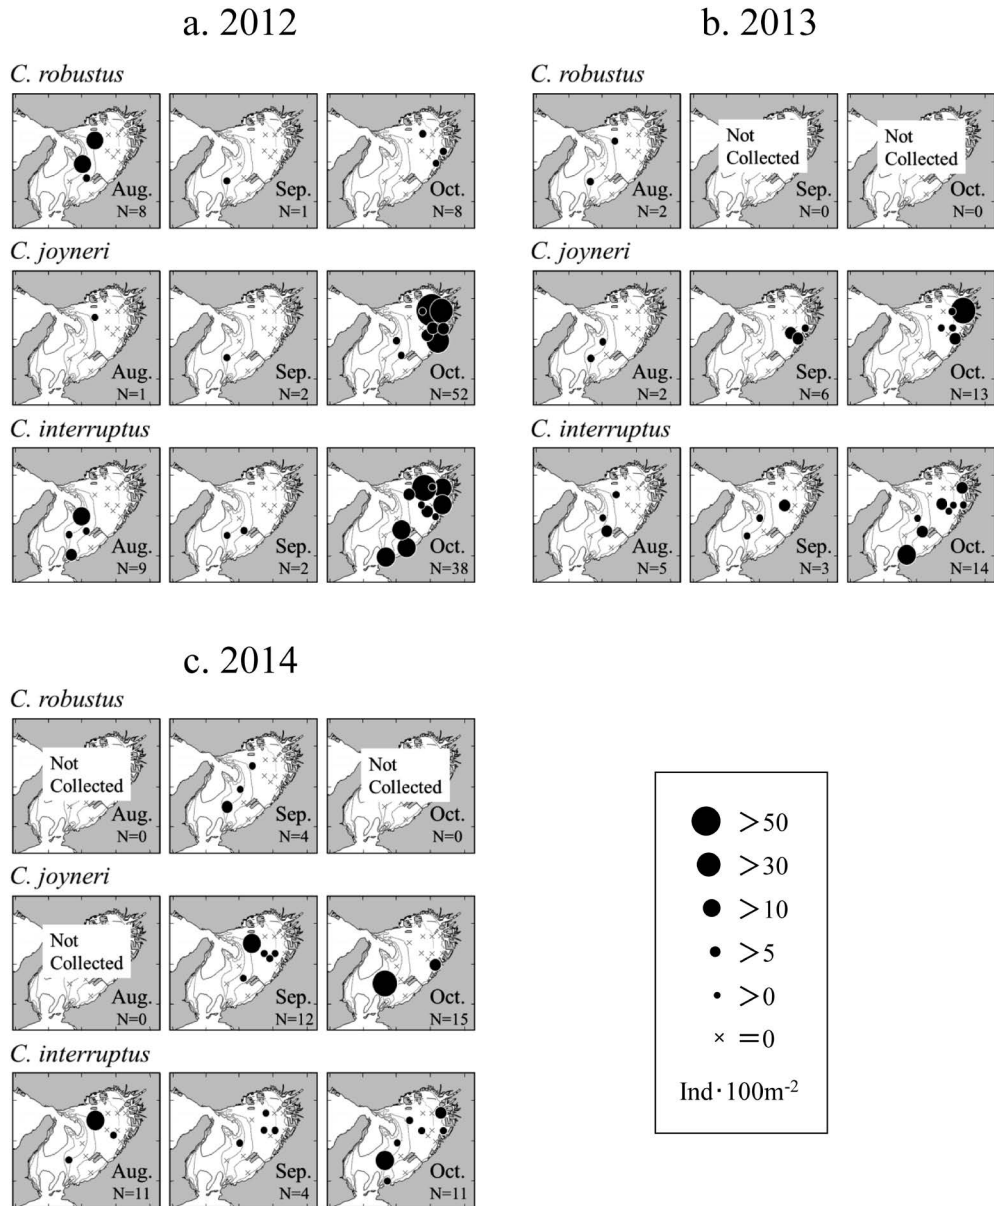 a. 2012
C. robustus
Aug.
N=8
Sep.
N=1
Oct.
N=8
C. joyneri
Aug.
N=1
Sep.
N=2
Oct.
N=52
C. interruptus
Aug.
N=9
Sep.
N=2
Oct.
N=38
b. 2013
C. robustus
Aug.
N=2
Not
Collected
Sep.
N=0
Not
Collected
Oct.
N=0
C. joyneri
Aug.
N=2
Sep.
N=6
Oct.
N=13
C. interruptus
Aug.
N=5
Sep.
N=3
Oct.
N=14
c. 2014
C. robustus
Not
Collected
Aug.
N=0
Sep.
N=4
Not
Collected
Oct.
N=0
C. joyneri
Not
Collected
Aug.
N=0
Sep.
N=12
Oct.
N=15
C. interruptus
Aug.
N=11
Sep.
N=4
Oct.
N=11
>50
>30
>10
>5
>0
× =0
Ind·100m⁻²